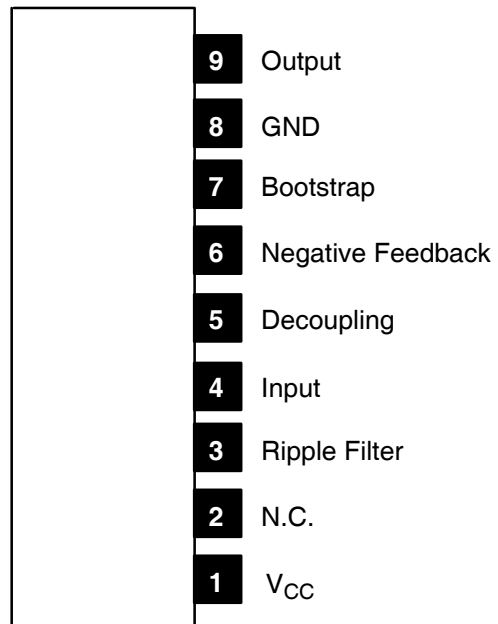 9 Output
8 GND
7 Bootstrap
6 Negative Feedback
5 Decoupling
4 Input
3 Ripple Filter
2 N.C.
1 VCC